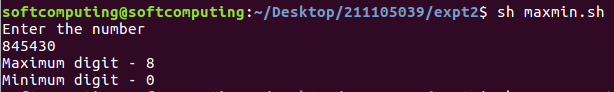 softcomputing@softcomputing:~/Desktop/211105039/expt2$ sh maxmin.sh
Enter the number
845430
Maximum digit - 8
Minimum digit - 0